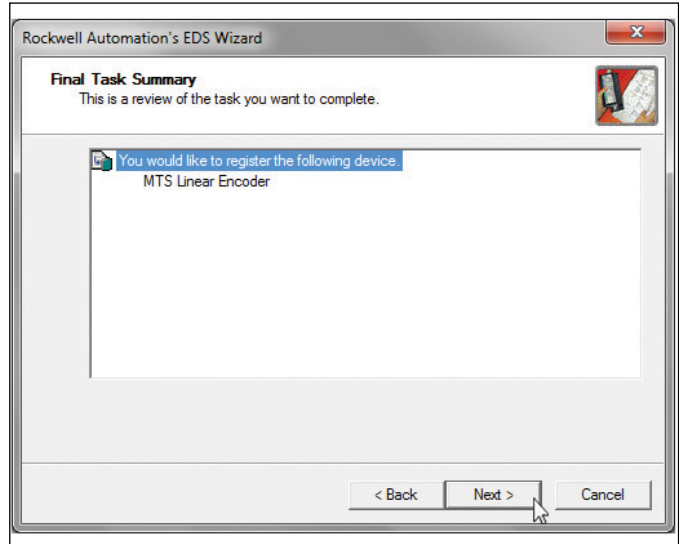 Rockwell Automation's EDS Wizard
Final Task Summary
This is a review of the task you want to complete.
You would like to register the following device.
MTS Linear Encoder
< Back
Next >
Cancel